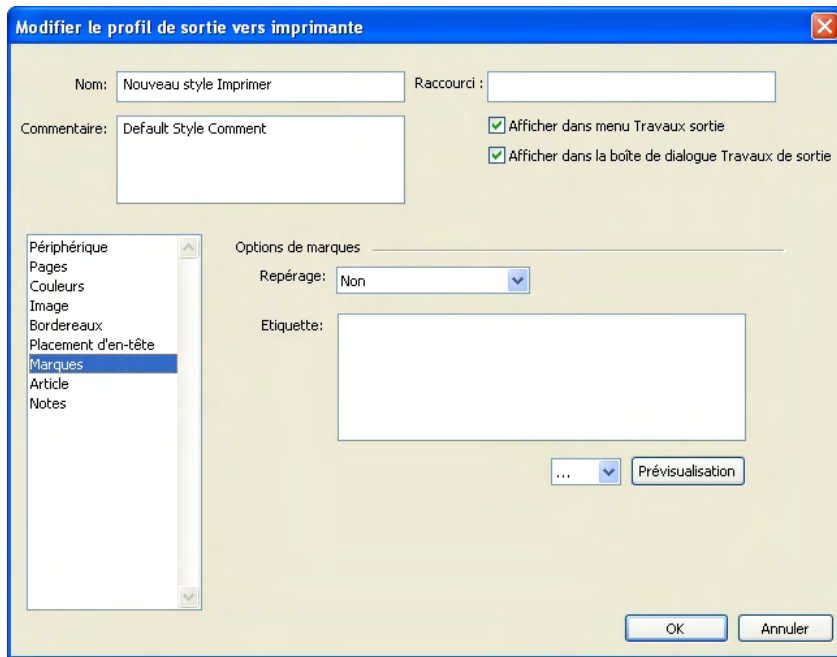 Modifier le profil de sortie vers imprimante
Nom: Nouveau style Imprimer
Raccourci :
Commentaire: Default Style Comment
Afficher dans menu Travaux sortie
Afficher dans la boîte de dialogue Travaux de sortie
Périphérique
Pages
Couleurs
Image
Bordereaux
Placement d'en-tête
Marques
Article
Notes
Options de marques
Repérage: Non
Etiquette:
... Prévisualisation
OK Annuler